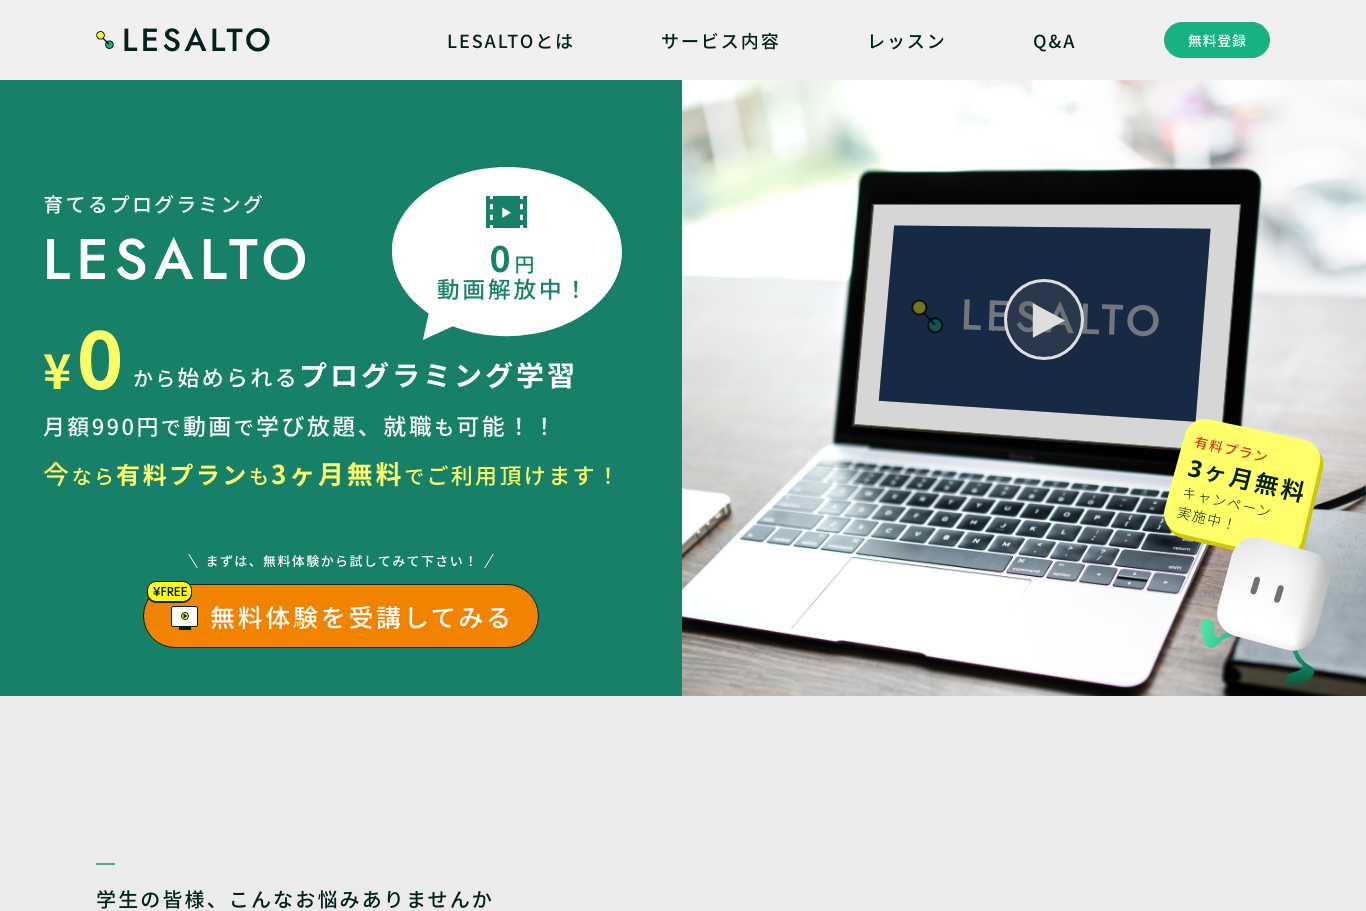 LESALTO
LESALTOとは
サービス内容
レッスン
Q&A
無料登録
育てるプログラミング
LESALTO
0円
動画解放中！
¥0から始められるプログラミング学習
月額990円で動画で学び放題、就職も可能！！
今なら有料プランも3ヶ月無料でご利用頂けます！
\ まずは、無料体験から試してみて下さい！ /
¥FREE
無料体験を受講してみる
LESALTO
有料プラン
3ヶ月無料
キャンペーン
実施中！
学生の皆様、こんなお悩みありませんか